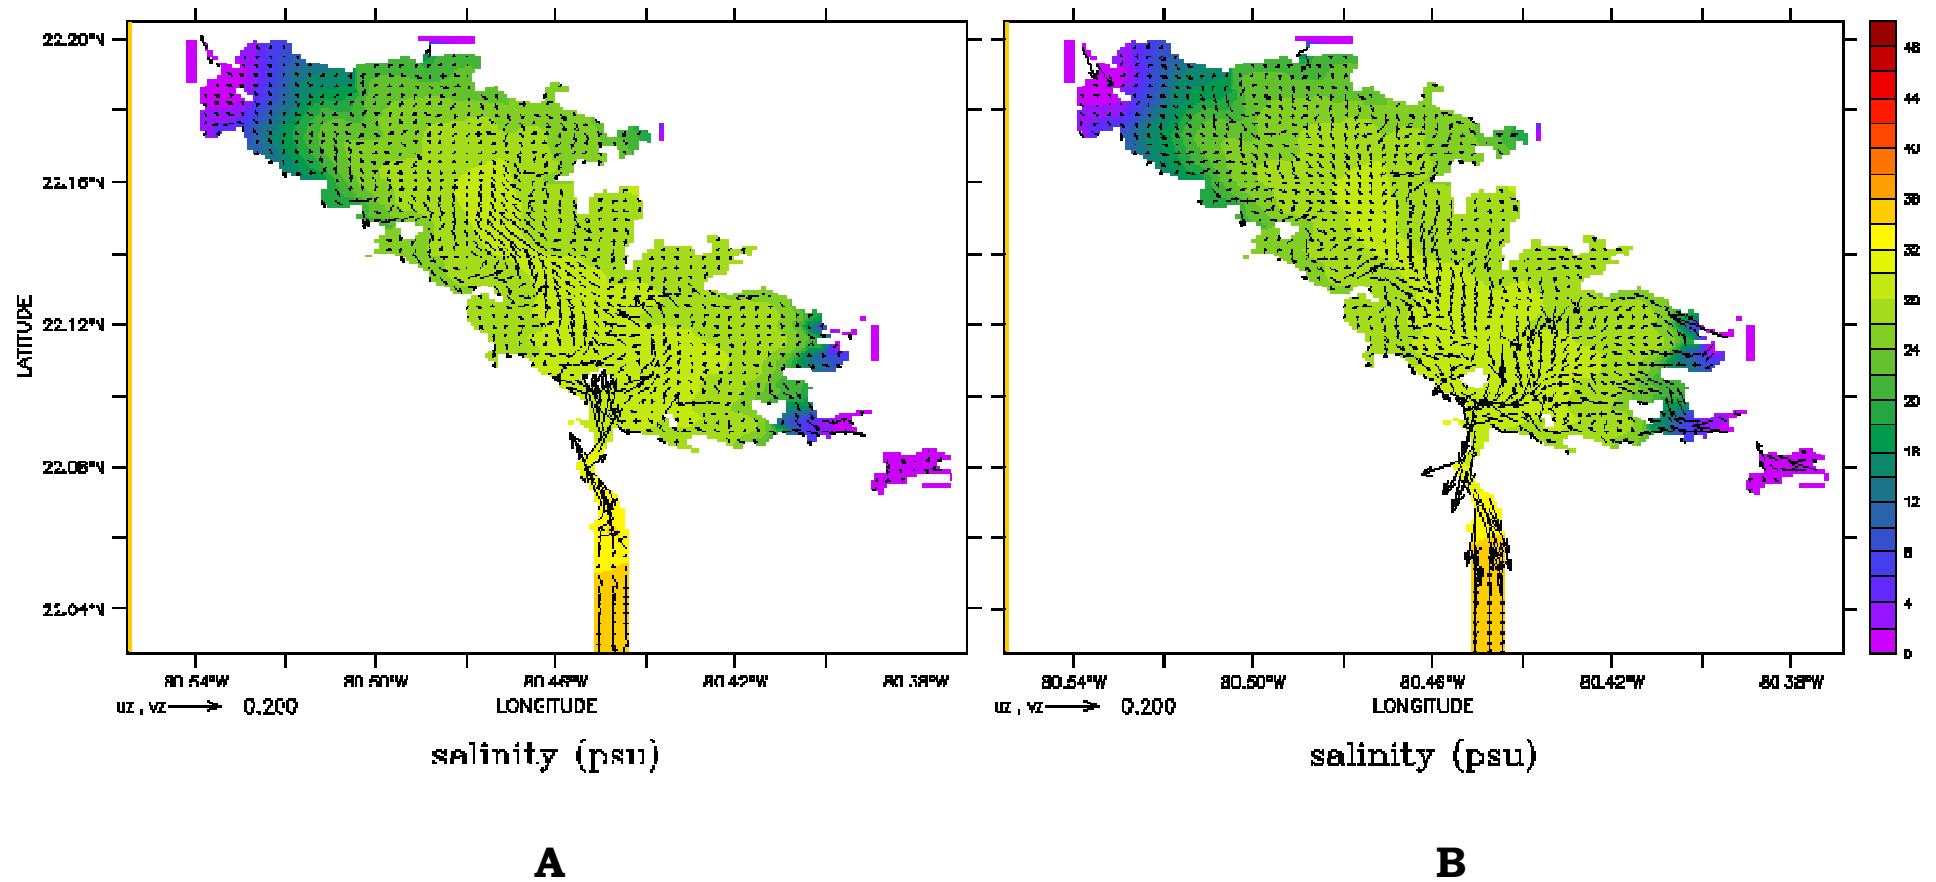 22.20°N
22.16°N
22.12°N
22.08°N
22.04°N
LATITUDE
80.54°W 80.50°W 80.46°W 80.42°W 80.38°W
uz , vz 0.200 LONGITUDE
salinity (psu)
A
80.54°W 80.50°W 80.46°W 80.42°W 80.38°W
uz , vz 0.200 LONGITUDE
salinity (psu)
B
48
44
40
36
32
28
24
20
16
12
8
4
0